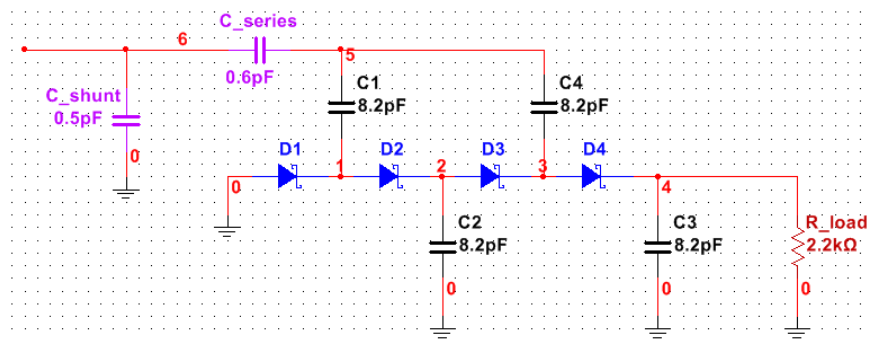 C_series
6
5
0.6pF
C_shunt
0.5pF
C1
8.2pF
C4
8.2pF
0
D1
D2
D3
D4
1
2
3
0
4
C2
8.2pF
C3
8.2pF
R_load
2.2kΩ
0
0
0